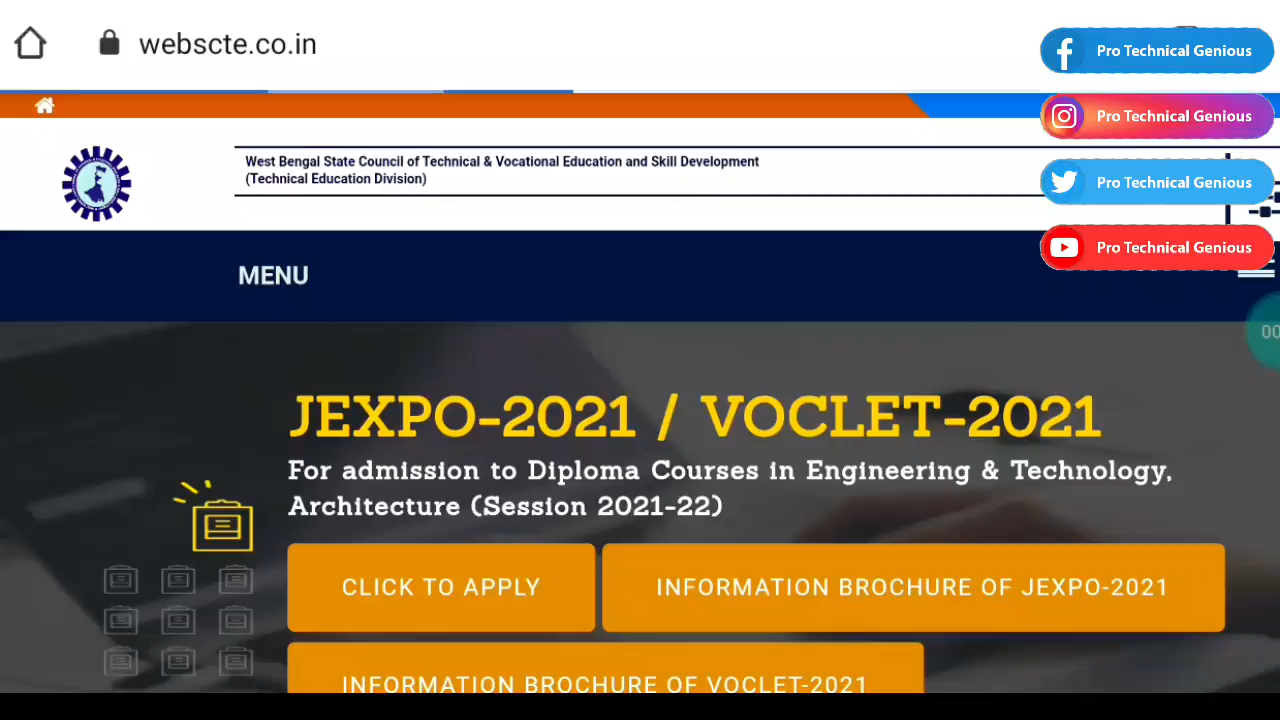 webscte.co.in
Pro Technical Genious
Pro Technical Genious
West Bengal State Council of Technical & Vocational Education and Skill Development
(Technical Education Division)
Pro Technical Genious
Pro Technical Genious
MENU
00
JEXPO-2021 / VOCLET-2021
For admission to Diploma Courses in Engineering & Technology,
Architecture (Session 2021-22)
CLICK TO APPLY
INFORMATION BROCHURE OF JEXPO-2021
INFORMATION BROCHURE OF VOCLET-2021